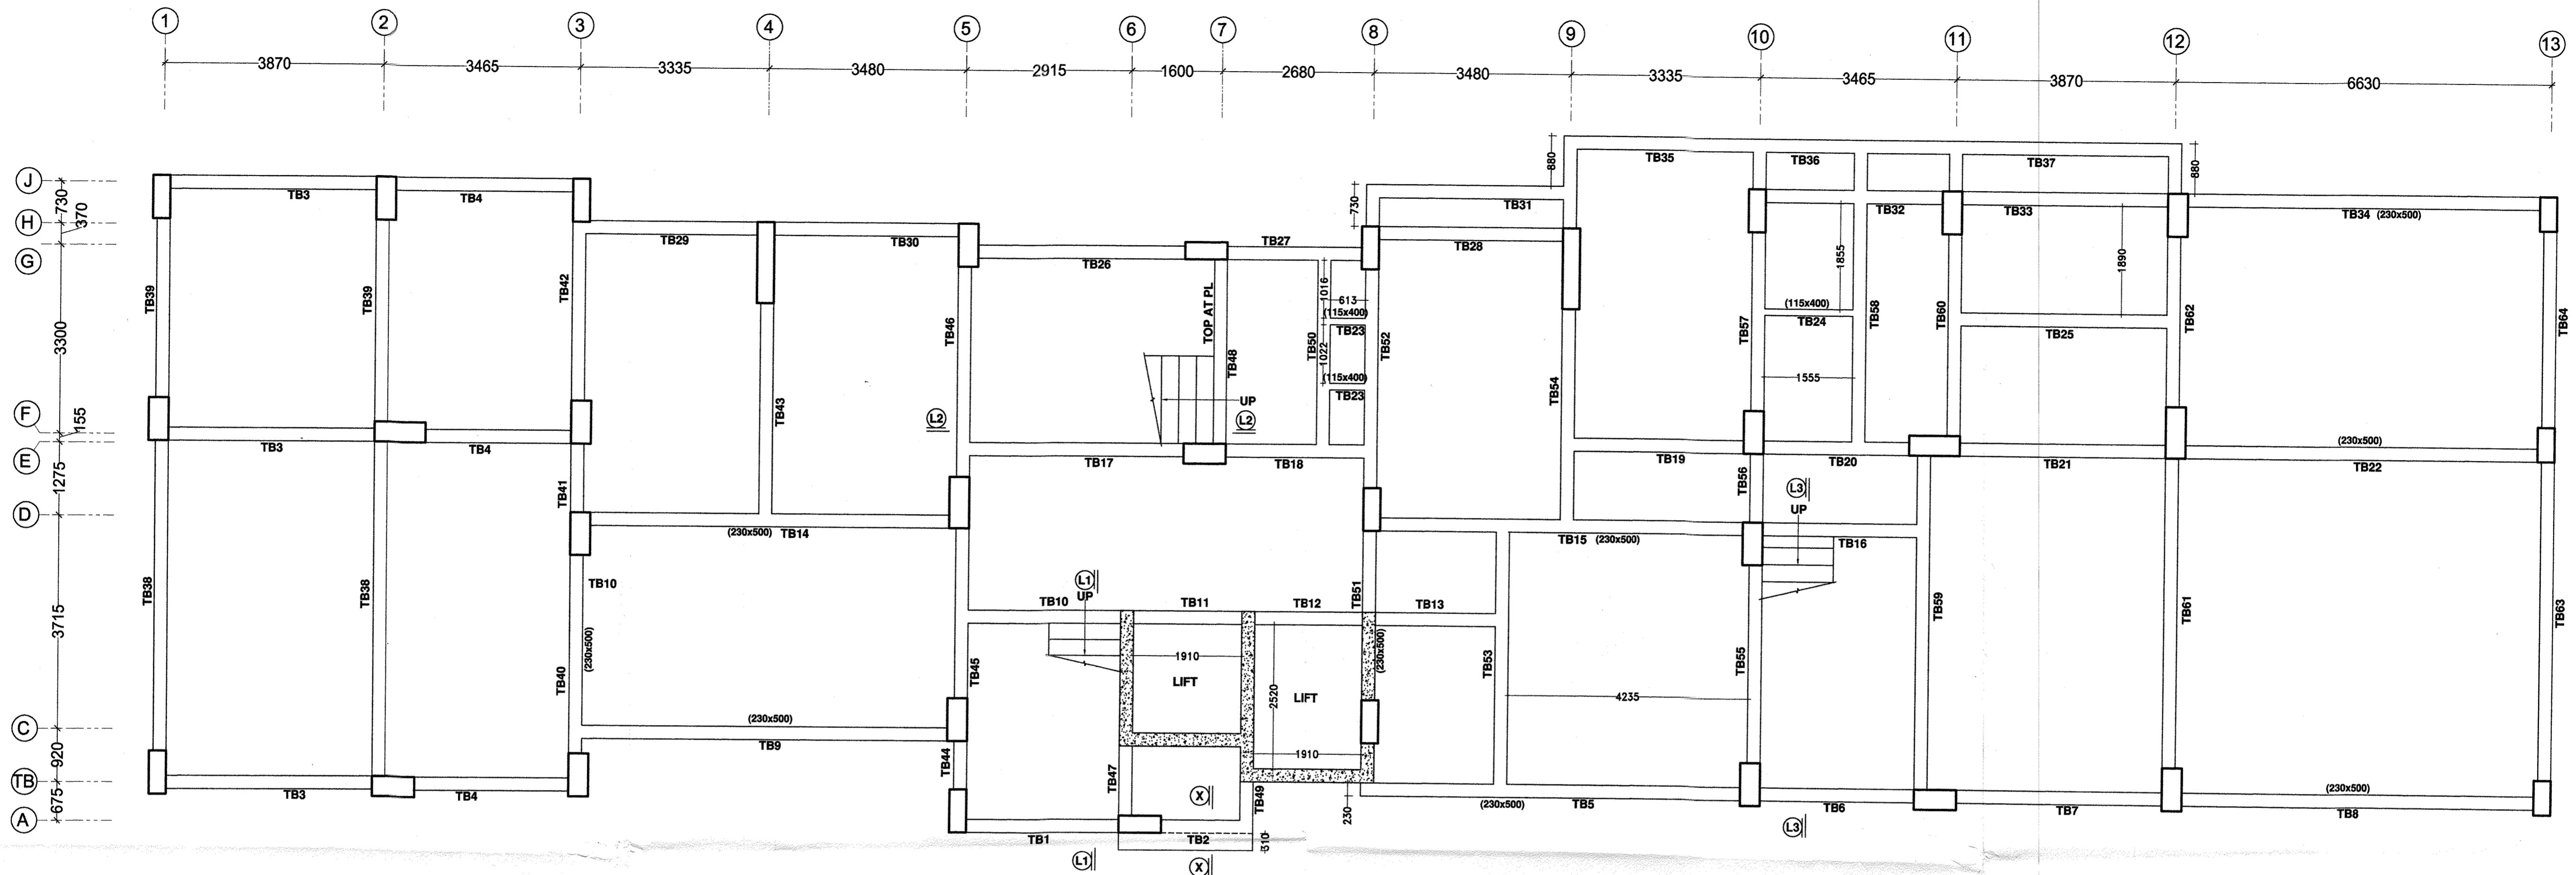 1 2 3 4 5 6 7 8 9 10 11 12 13
3870 3465 3335 3480 2915 1600 2680 3480 3335 3465 3870 6630
J
730
H
370
G
3300
F
155
E
1275
D
3715
C
920
TB
675
A
880
TB35 TB36 TB37
880
TB3 TB4
730
TB31
TB32 TB33
TB34 (230x500)
TB29 TB30
TB26
TB27
TB28
TB39 TB39 TB42
TB46
TOP AT PL
TB48
TB50
1016
613
(115x400)
TB23
1022
(115x400)
TB23
TB52
TB54
TB57
1855
(115x400)
TB24
1555
TB58
TB60
1890
TB25
TB62
TB64
TB43
L2
UP
L2
TB3 TB4
TB17 TB18
TB19 TB20 TB21
(230x500)
TB22
TB41
TB56
L3
UP
(230x500) TB14
TB15 (230x500)
TB16
TB38 TB38
TB10
L1
UP
TB10 TB11 TB12
TB51
TB13
TB59
TB61
TB63
TB40
(230x500)
TB45
1910
LIFT
2520
LIFT
1910
(230x500)
TB53
4235
TB55
(230x500)
TB9
TB44
TB47
X
TB49
230
TB3 TB4
(230x500) TB5
TB6 TB7
(230x500)
TB8
TB1 TB2
310
L3
L1
X